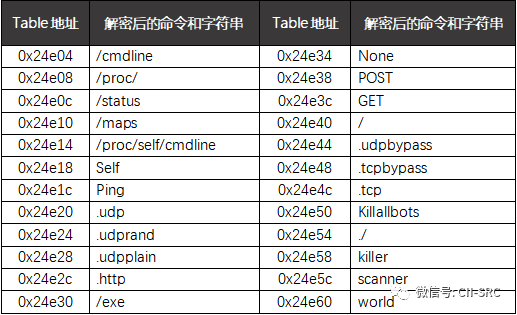 Table 地址 解密后的命令和字符串 Table 地址 解密后的命令和字符串
0x24e04 /cmdline 0x24e34 None
0x24e08 /proc/ 0x24e38 POST
0x24e0c /status 0x24e3c GET
0x24e10 /maps 0x24e40 /
0x24e14 /proc/self/cmdline 0x24e44 .udpbypass
0x24e18 Self 0x24e48 .tcpbypass
0x24e1c Ping 0x24e4c .tcp
0x24e20 .udp 0x24e50 Killallbots
0x24e24 .udprand 0x24e54 ./
0x24e28 .udpplain 0x24e58 killer
0x24e2c .http 0x24e5c scanner
0x24e30 /exe 0x24e60 world
微信号: CN-SRC